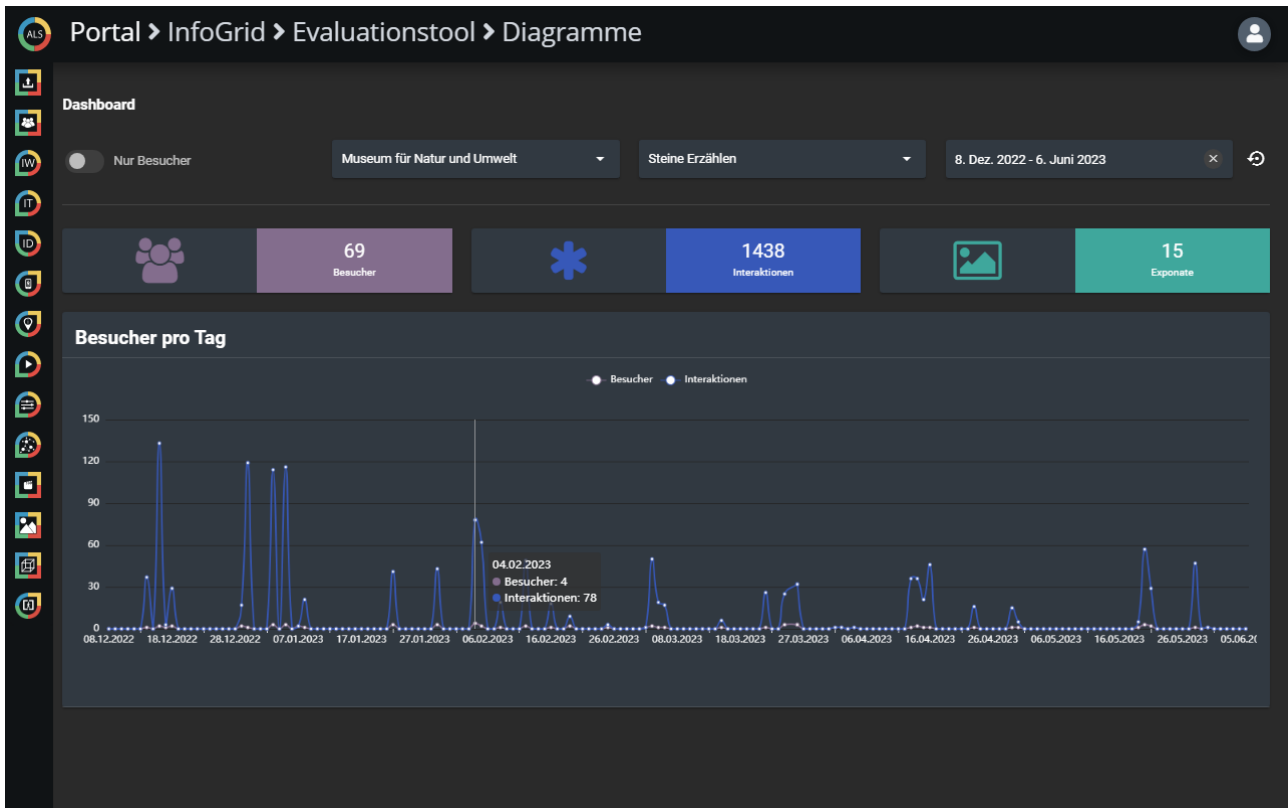 ALS Portal > InfoGrid > Evaluationstool > Diagramme
Dashboard
Nur Besucher
Museum für Natur und Umwelt
Steine Erzählen
8. Dez. 2022 - 6. Juni 2023
IW
IT
ID
69
Besucher
1438
Interaktionen
15
Exponate
Besucher pro Tag
Besucher Interaktionen
150
120
90
60
30
0
04.02.2023
Besucher: 4
Interaktionen: 78
08.12.2022 18.12.2022 28.12.2022 07.01.2023 17.01.2023 27.01.2023 06.02.2023 16.02.2023 26.02.2023 08.03.2023 18.03.2023 27.03.2023 06.04.2023 16.04.2023 26.04.2023 06.05.2023 16.05.2023 26.05.2023 05.06.2(